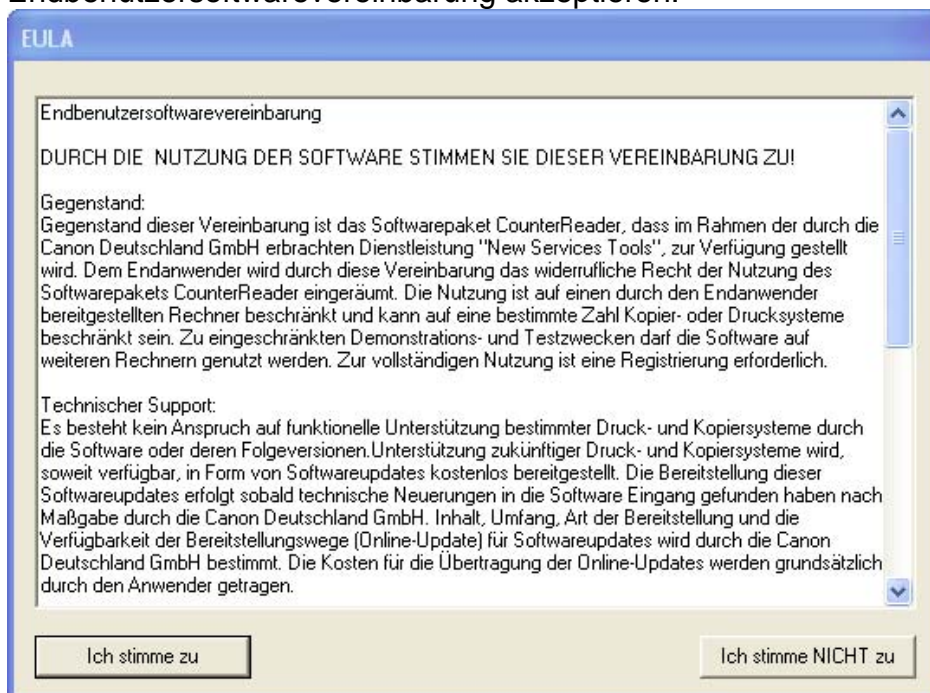 Endbenutzersoftwarevereinbarung akzeptieren.
EULA
Endbenutzersoftwarevereinbarung
DURCH DIE  NUTZUNG DER SOFTWARE STIMMEN SIE DIESER VEREINBARUNG ZU!
Gegenstand:
Gegenstand dieser Vereinbarung ist das Softwarepaket CounterReader, dass im Rahmen der durch die
Canon Deutschland GmbH erbrachten Dienstleistung "New Services Tools", zur Verfügung gestellt
wird. Dem Endanwender wird durch diese Vereinbarung das widerrufliche Recht der Nutzung des
Softwarepakets CounterReader eingeräumt. Die Nutzung ist auf einen durch den Endanwender
bereitgestellten Rechner beschränkt und kann auf eine bestimmte Zahl Kopier- oder Drucksysteme
beschränkt sein. Zu eingeschränkten Demonstrations- und Testzwecken darf die Software auf
weiteren Rechnern genutzt werden. Zur vollständigen Nutzung ist eine Registrierung erforderlich.
Technischer Support:
Es besteht kein Anspruch auf funktionelle Unterstützung bestimmter Druck- und Kopiersysteme durch
die Software oder deren Folgeversionen.Unterstützung zukünftiger Druck- und Kopiersysteme wird,
soweit verfügbar, in Form von Softwareupdates kostenlos bereitgestellt. Die Bereitstellung dieser
Softwareupdates erfolgt sobald technische Neuerungen in die Software Eingang gefunden haben nach
Maßgabe durch die Canon Deutschland GmbH. Inhalt, Umfang, Art der Bereitstellung und die
Verfügbarkeit der Bereitstellungswege (Online-Update) für Softwareupdates wird durch die Canon
Deutschland GmbH bestimmt. Die Kosten für die Übertragung der Online-Updates werden grundsätzlich
durch den Anwender getragen.
Ich stimme zu
Ich stimme NICHT zu